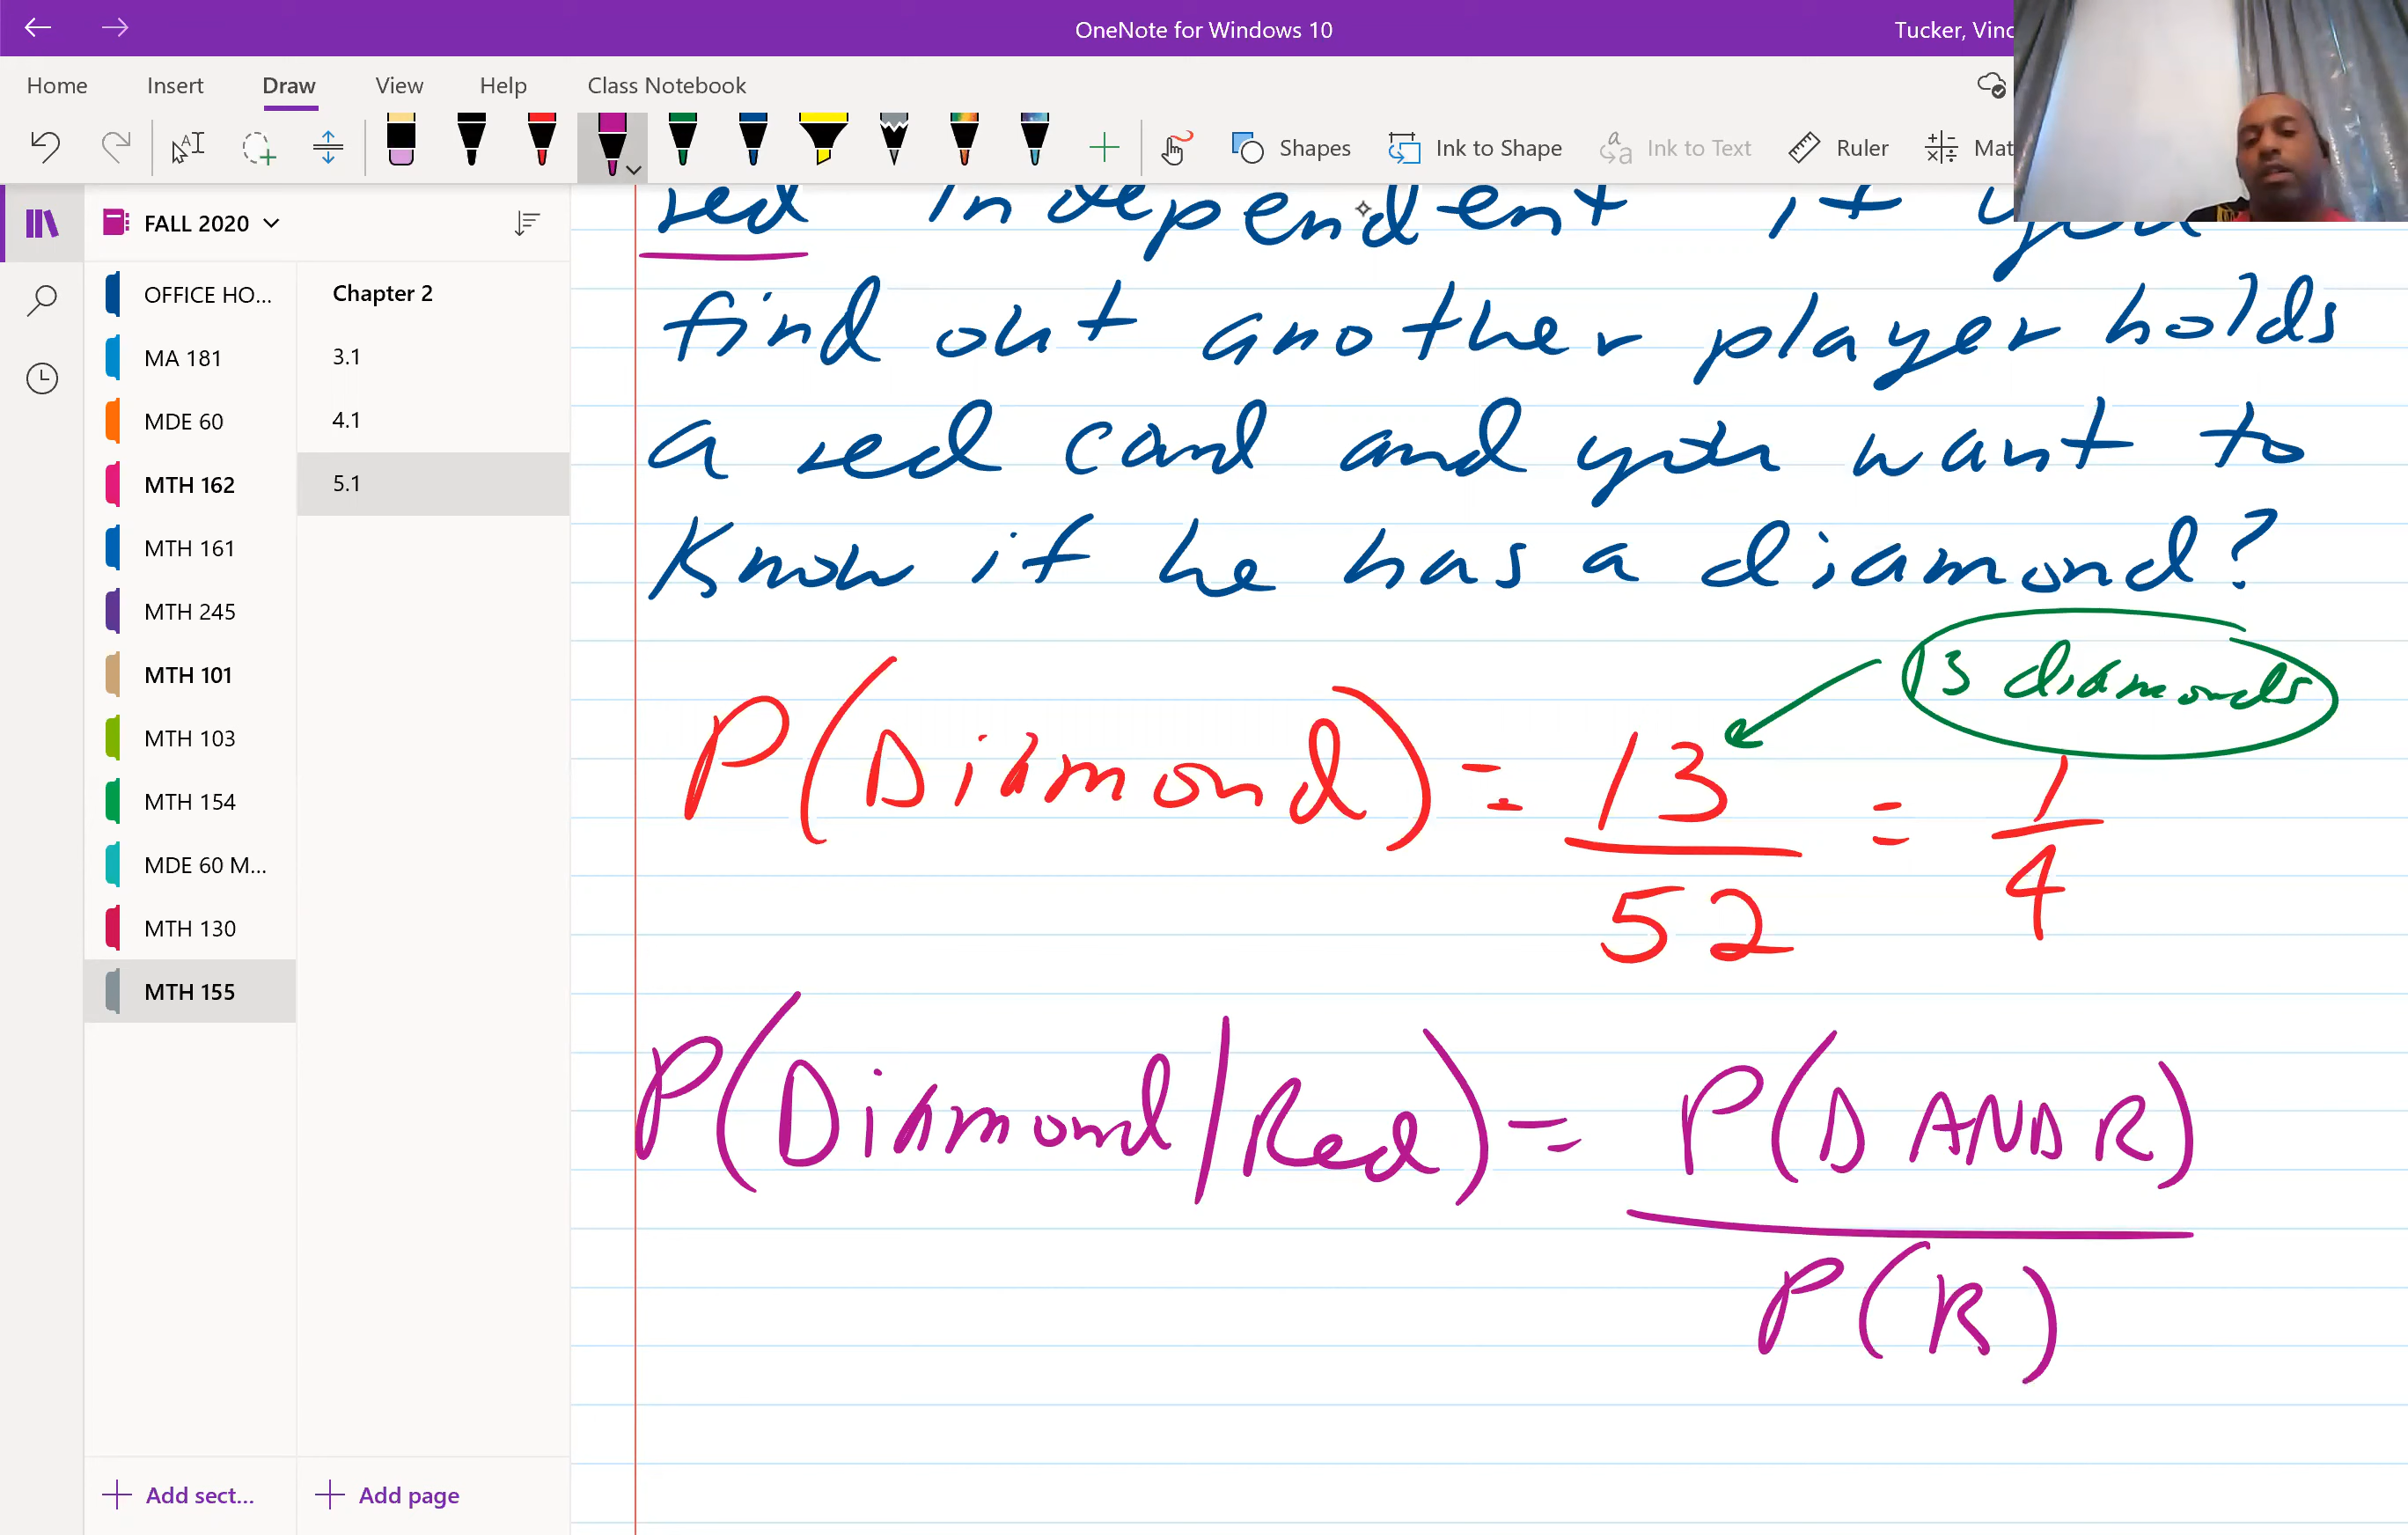 OneNote for Windows 10
Tucker, Vinc
Home Insert Draw View Help Class Notebook
Shapes Ink to Shape Ink to Text Ruler Mat
FALL 2020
OFFICE HO...
MA 181
MDE 60
MTH 162
MTH 161
MTH 245
MTH 101
MTH 103
MTH 154
MDE 60 M...
MTH 130
MTH 155
Add sect...
Chapter 2
3.1
4.1
5.1
Add page
red independent if you
find out another player holds
a red card and you want to
know if he has a diamond?
13 diamonds
P(Diamond) = 13/52 = 1/4
P(Diamond/Red) = P(D AND R)
P(R)